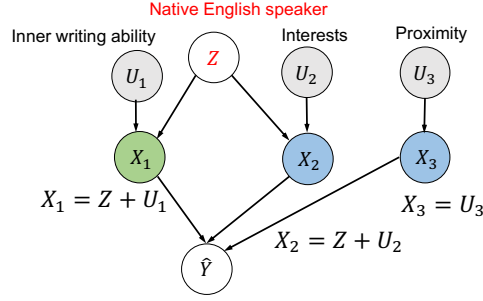 Native English speaker
Inner writing ability
Interests
Proximity
U₁
Z
U₂
U₃
X₁
X₂
X₃
X₁ = Z + U₁
X₃ = U₃
X₂ = Z + U₂
Ŷ